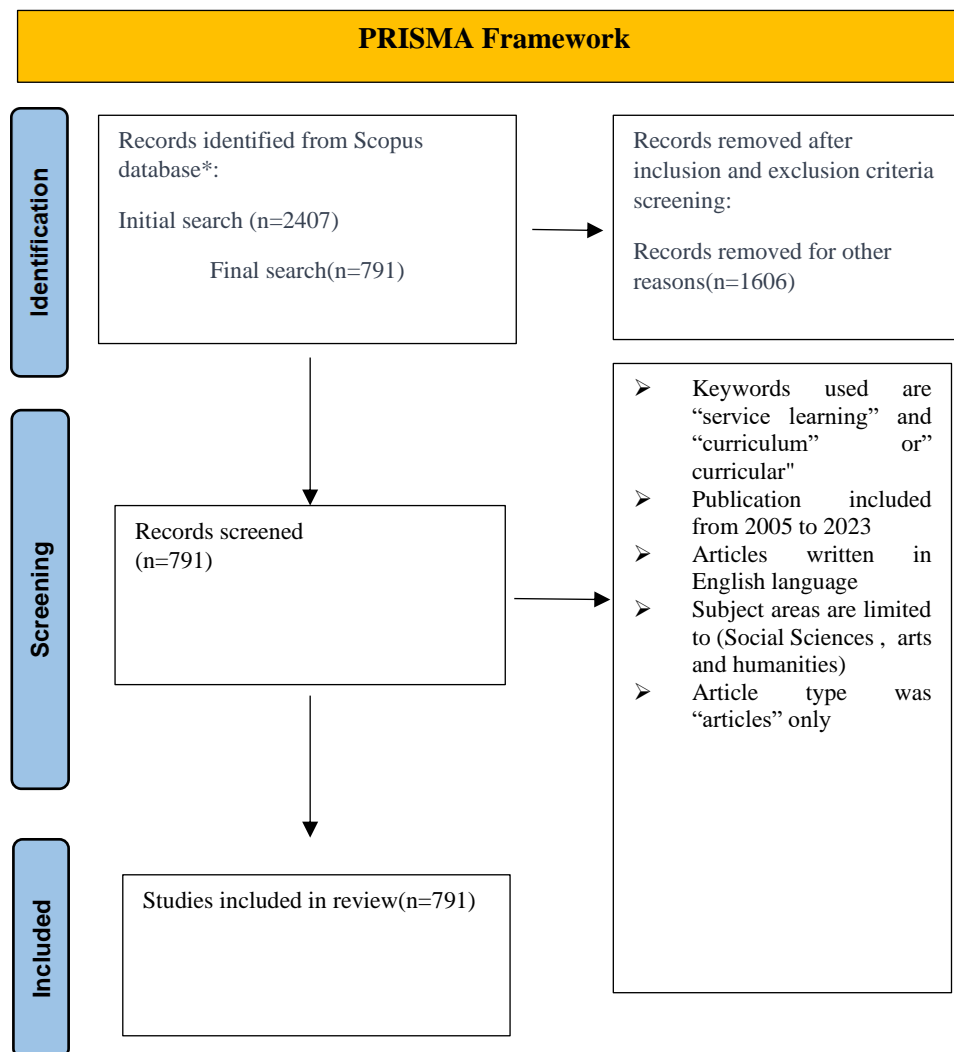 PRISMA Framework
Identification
Records identified from Scopus
database*:
Initial search (n=2407)
Final search(n=791)
Records removed after
inclusion and exclusion criteria
screening:
Records removed for other
reasons(n=1606)
Screening
Records screened
(n=791)
➢ Keywords used are
“service learning” and
“curriculum” or” 
curricular"
➢ Publication included
from 2005 to 2023
➢ Articles written in
English language
➢ Subject areas are limited
to (Social Sciences , arts
and humanities)
➢ Article type was
“articles” only
Included
Studies included in review(n=791)